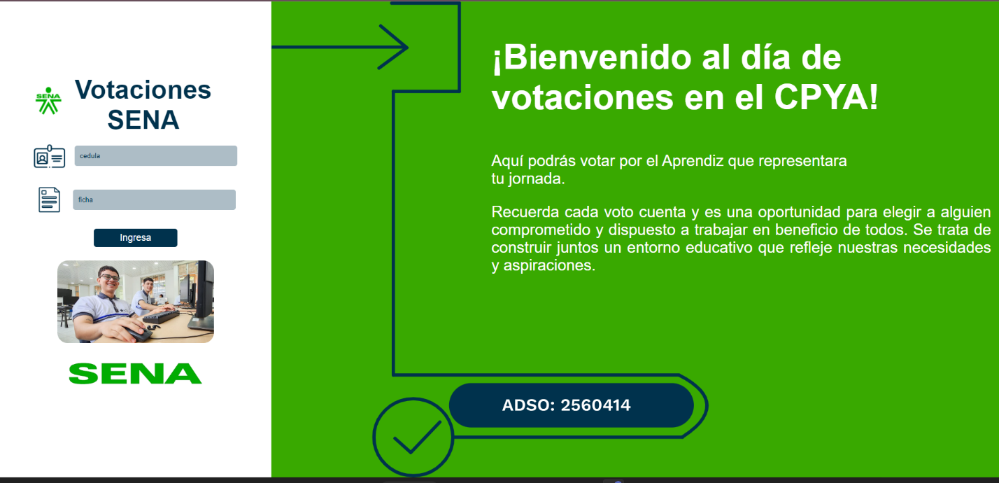 SENA
Votaciones
SENA
cedula
ficha
Ingresa
SENA
¡Bienvenido al día de
votaciones en el CPYA!
Aquí podrás votar por el Aprendiz que representara
tu jornada.
Recuerda cada voto cuenta y es una oportunidad para elegir a alguien
comprometido y dispuesto a trabajar en beneficio de todos. Se trata de
construir juntos un entorno educativo que refleje nuestras necesidades
y aspiraciones.
ADSO: 2560414